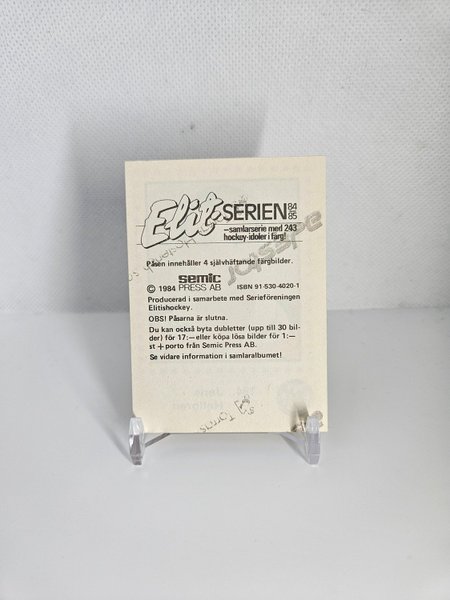 Elit SERIEN 84 85
—samlarserie med 243
hockey-idoler i färg!
Påsen innehåller 4 självhäftande färgbilder.
© 1984 semic PRESS AB ISBN 91-530-4020-1
Producerad i samarbete med Serieföreningen
Elitishockey.
OBS! Påsarna är slutna.
Du kan också byta dubletter (upp till 30 bil-
der) för 17:— eller köpa lösa bilder för 1:—
st + porto från Semic Press AB.
Se vidare information i samlaralbumet!